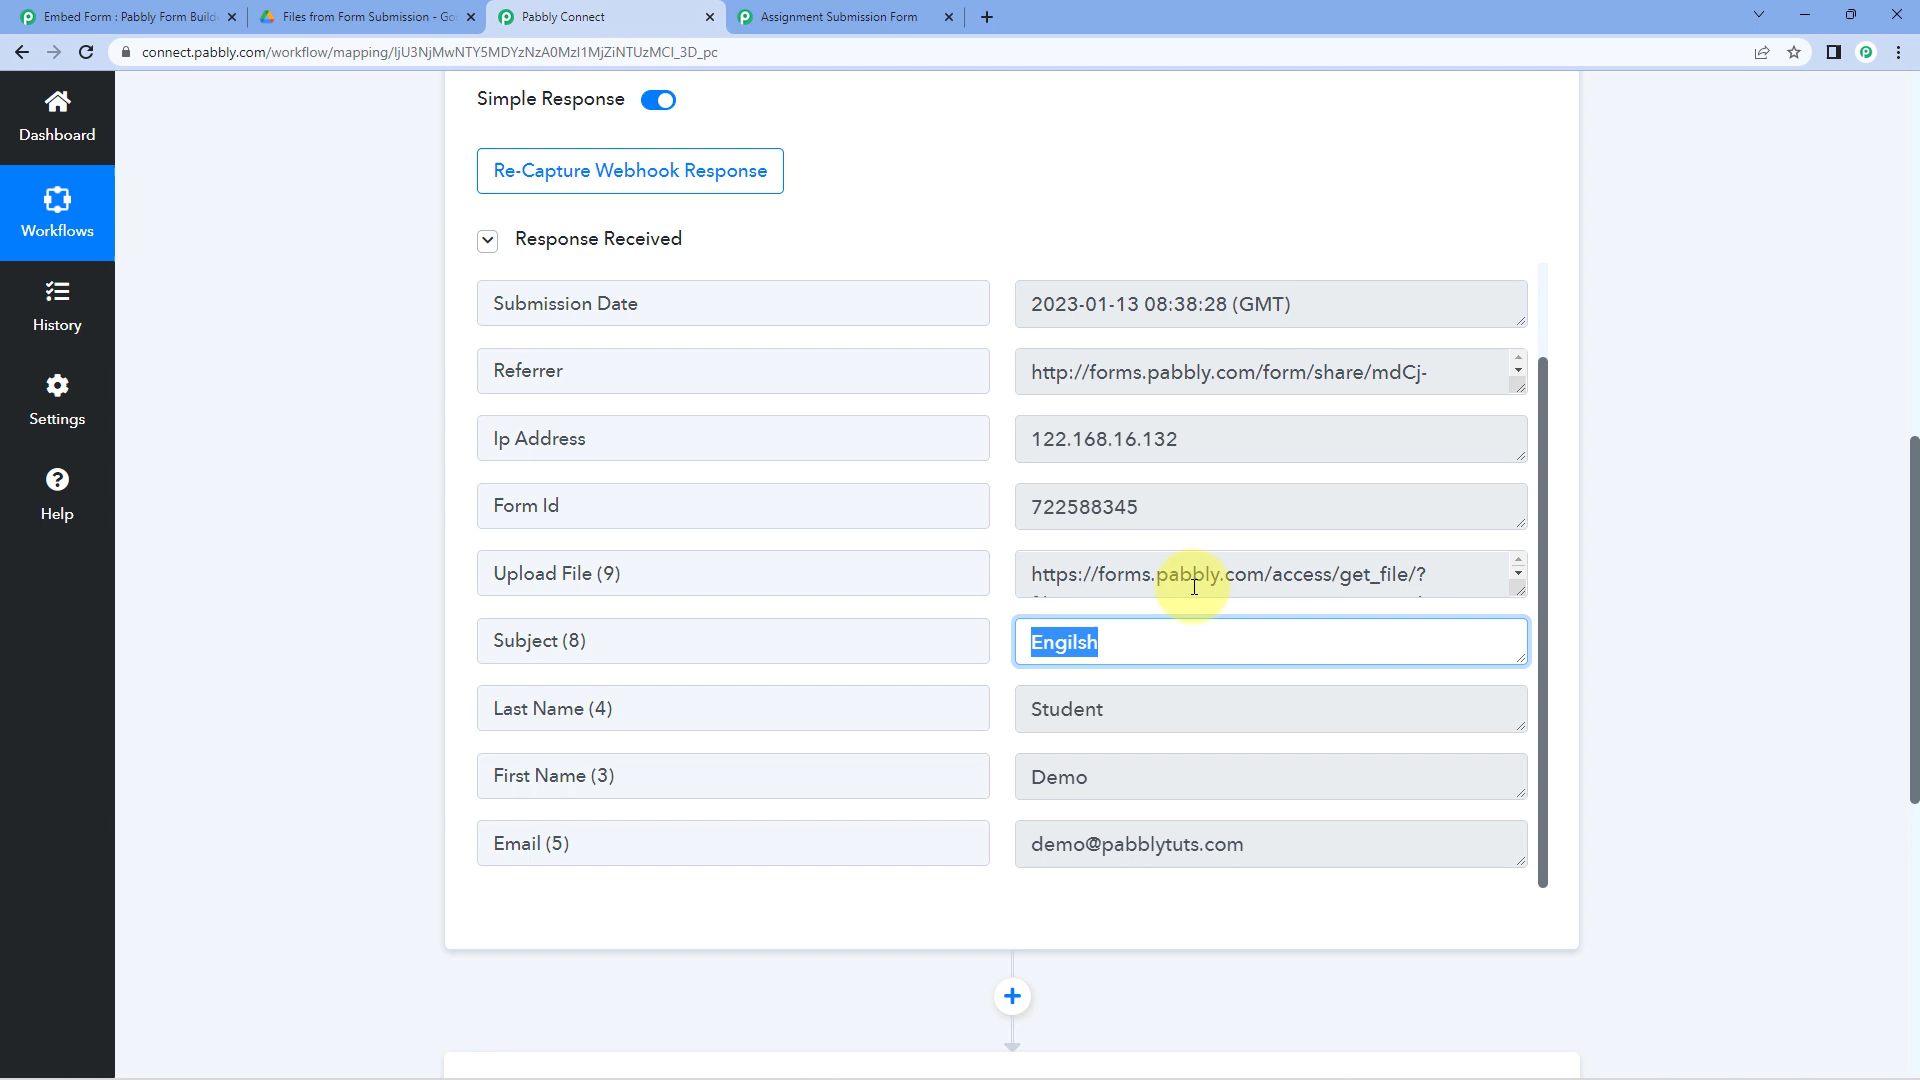 Embed Form : Pabbly Form Build
Files from Form Submission - Go
Pabbly Connect
Assignment Submission Form
connect.pabbly.com/workflow/mapping/IjU3NjMwNTY5MDYzNzA0MzI1MjZiNTUzMCI_3D_pc
Dashboard
Workflows
History
Settings
Help
Simple Response
Re-Capture Webhook Response
Response Received
Submission Date
2023-01-13 08:38:28 (GMT)
Referrer
http://forms.pabbly.com/form/share/mdCj-
Ip Address
122.168.16.132
Form Id
722588345
Upload File (9)
https://forms.pabbly.com/access/get_file/?
Subject (8)
Engilsh
Last Name (4)
Student
First Name (3)
Demo
Email (5)
demo@pabblytuts.com